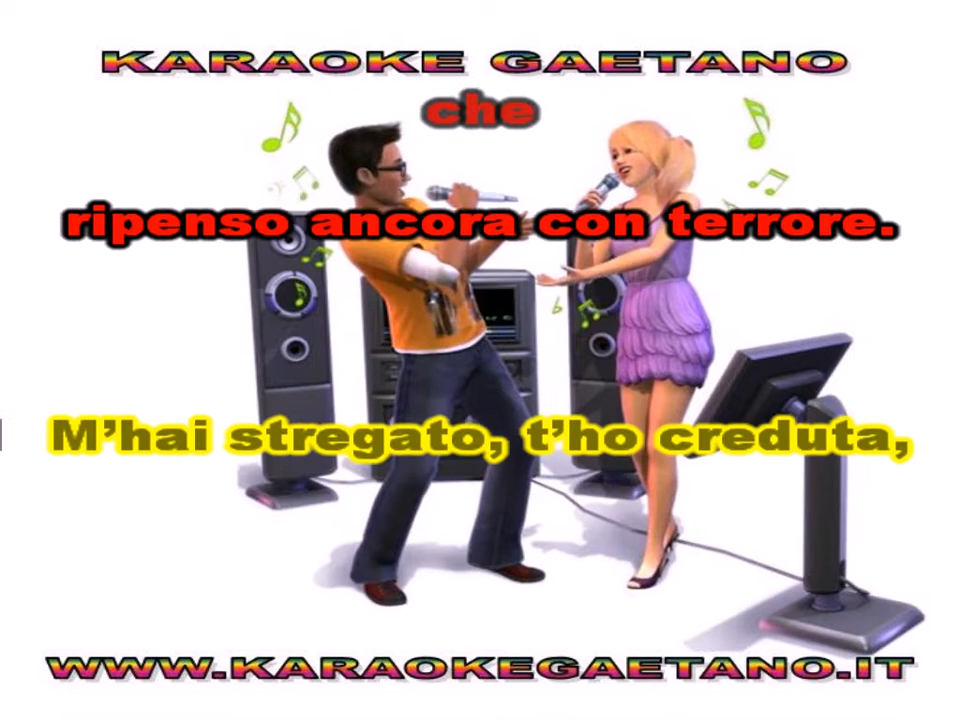 KARAOKE GAETANO
che
ripenso ancora con terrore.
M’hai stregato, t’ho creduta,
WWW.KARAOKEGAETANO.IT